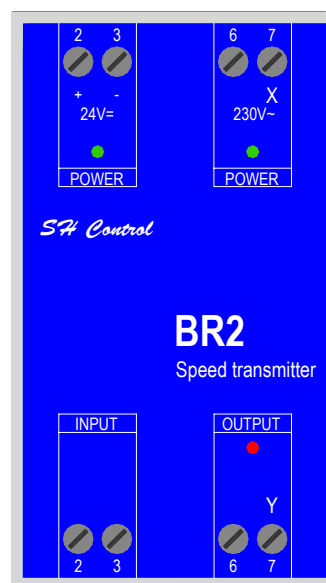 2 3 6 7
+ - X
24V= 230V~
POWER POWER
SH Control
BR2
Speed transmitter
INPUT OUTPUT
Y
2 3 6 7